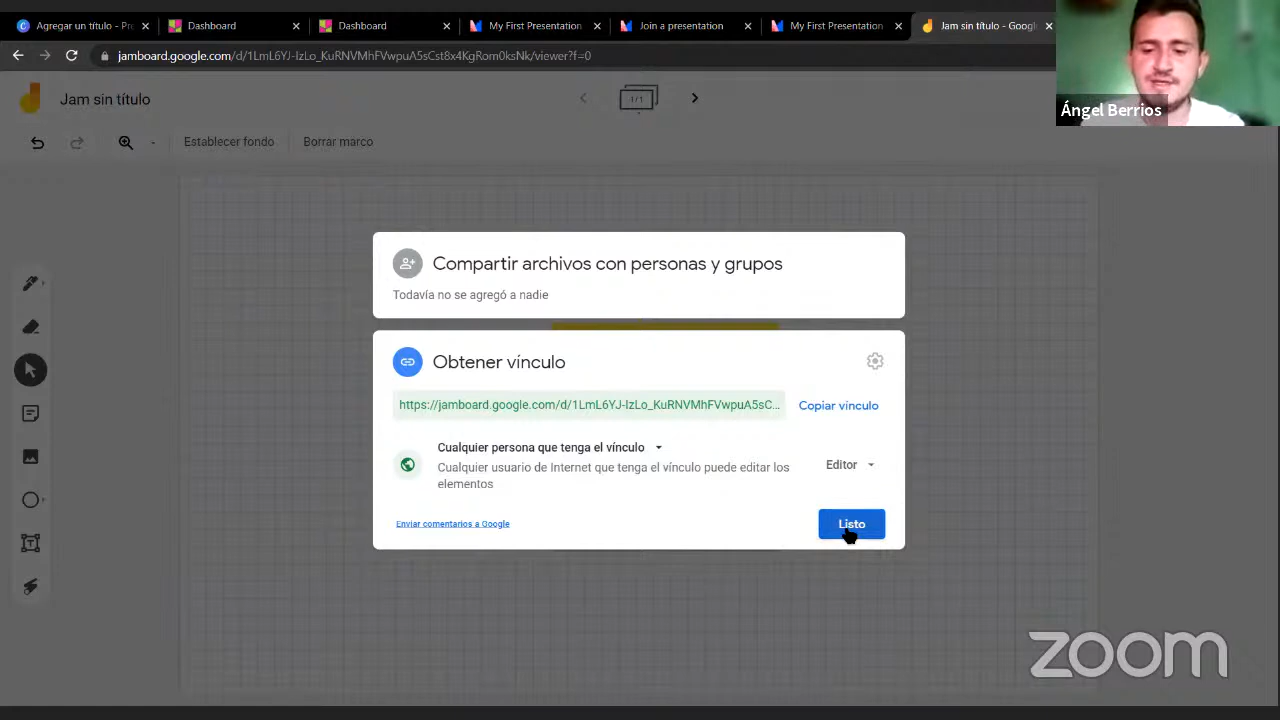 Agregar un título - Pr
Dashboard
Dashboard
My First Presentation
Join a presentation
My First Presentation
Jam sin título - Googl
jamboard.google.com/d/1LmL6YJ-IzLo_KuRNVMhFVwpuA5sCst8x4KgRom0ksNk/viewer?f=0
Jam sin título
1/1
Ángel Berrios
Establecer fondo
Borrar marco
Compartir archivos con personas y grupos
Todavía no se agregó a nadie
Obtener vínculo
https://jamboard.google.com/d/1LmL6YJ-IzLo_KuRNVMhFVwpuA5sC...
Copiar vínculo
Cualquier persona que tenga el vínculo
Cualquier usuario de Internet que tenga el vínculo puede editar los
elementos
Editor
Enviar comentarios a Google
Listo
zoom